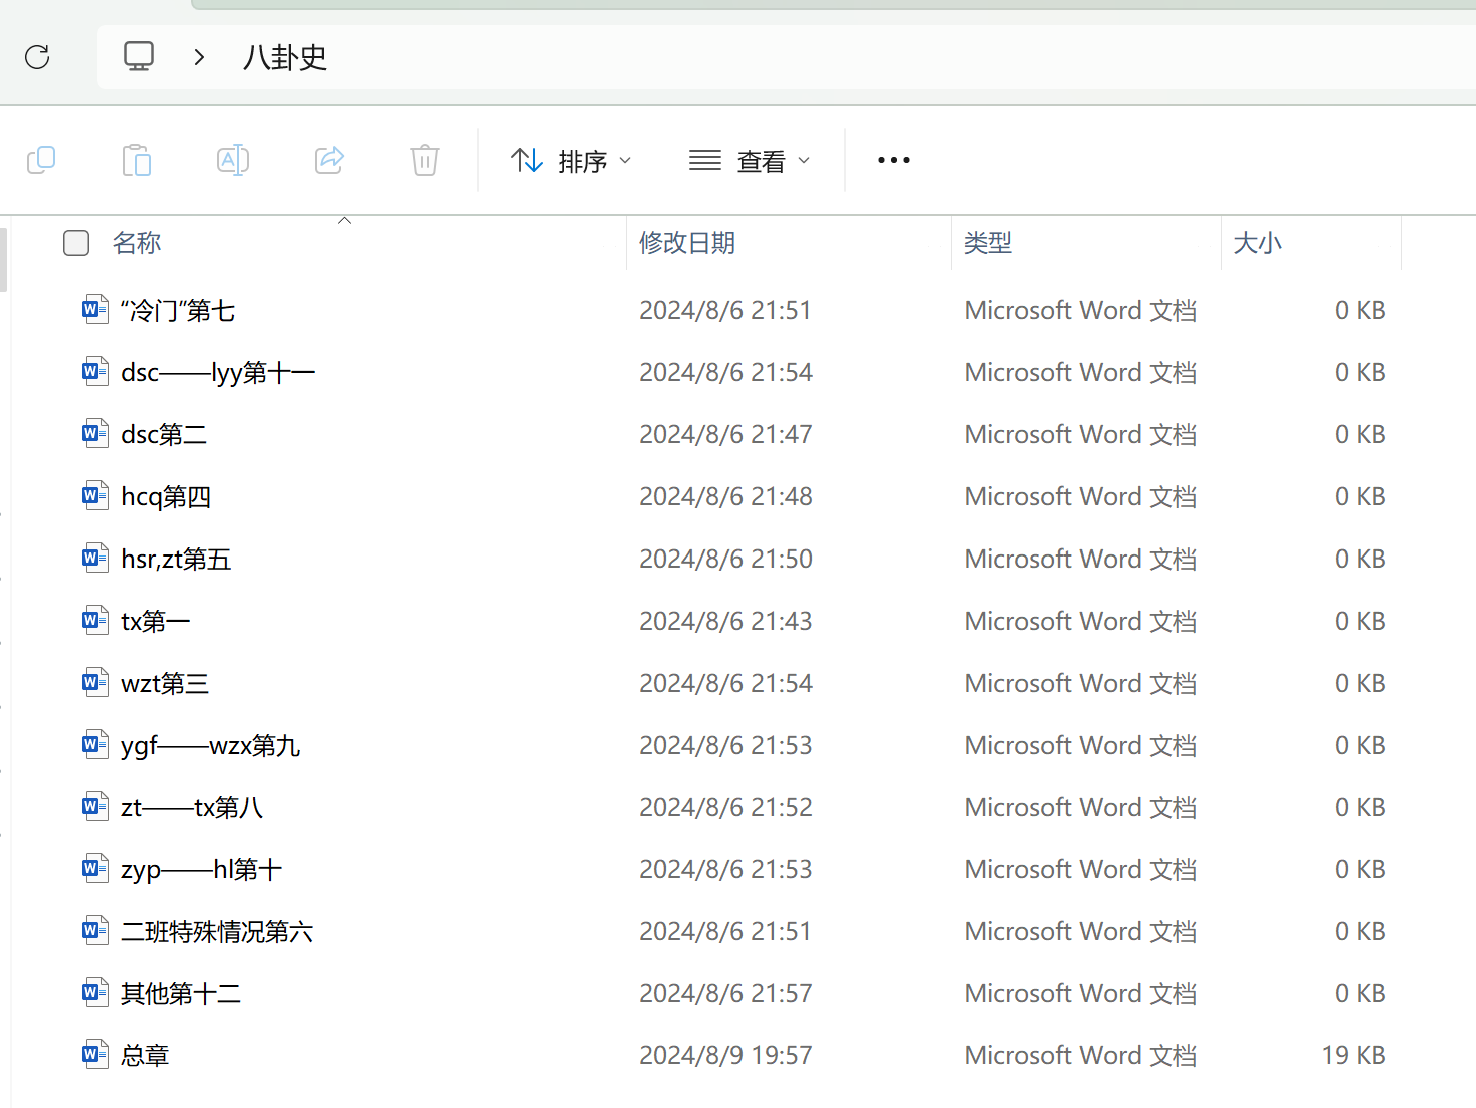 八卦史
排序 查看 •••
名称 修改日期 类型 大小
“冷门”第七 2024/8/6 21:51 Microsoft Word 文档 0 KB
dsc——lyy第十一 2024/8/6 21:54 Microsoft Word 文档 0 KB
dsc第二 2024/8/6 21:47 Microsoft Word 文档 0 KB
hcq第四 2024/8/6 21:48 Microsoft Word 文档 0 KB
hsr,zt第五 2024/8/6 21:50 Microsoft Word 文档 0 KB
tx第一 2024/8/6 21:43 Microsoft Word 文档 0 KB
wzt第三 2024/8/6 21:54 Microsoft Word 文档 0 KB
ygf——wzx第九 2024/8/6 21:53 Microsoft Word 文档 0 KB
zt——tx第八 2024/8/6 21:52 Microsoft Word 文档 0 KB
zyp——hl第十 2024/8/6 21:53 Microsoft Word 文档 0 KB
二班特殊情况第六 2024/8/6 21:51 Microsoft Word 文档 0 KB
其他第十二 2024/8/6 21:57 Microsoft Word 文档 0 KB
总章 2024/8/9 19:57 Microsoft Word 文档 19 KB